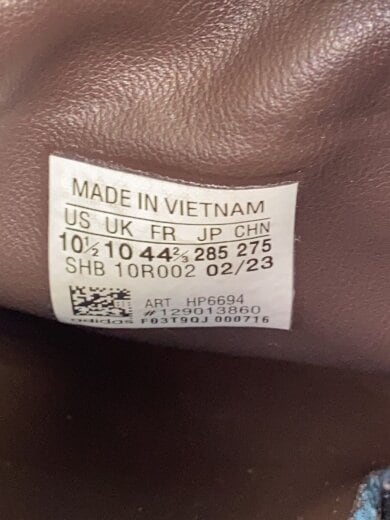 MADE IN VIETNAM
US UK FR JP CHN
10½ 10 44⅔ 285 275
SHB 10R002 02/23
ART HP6694
#129013860
adidas F03T9QJ 000716